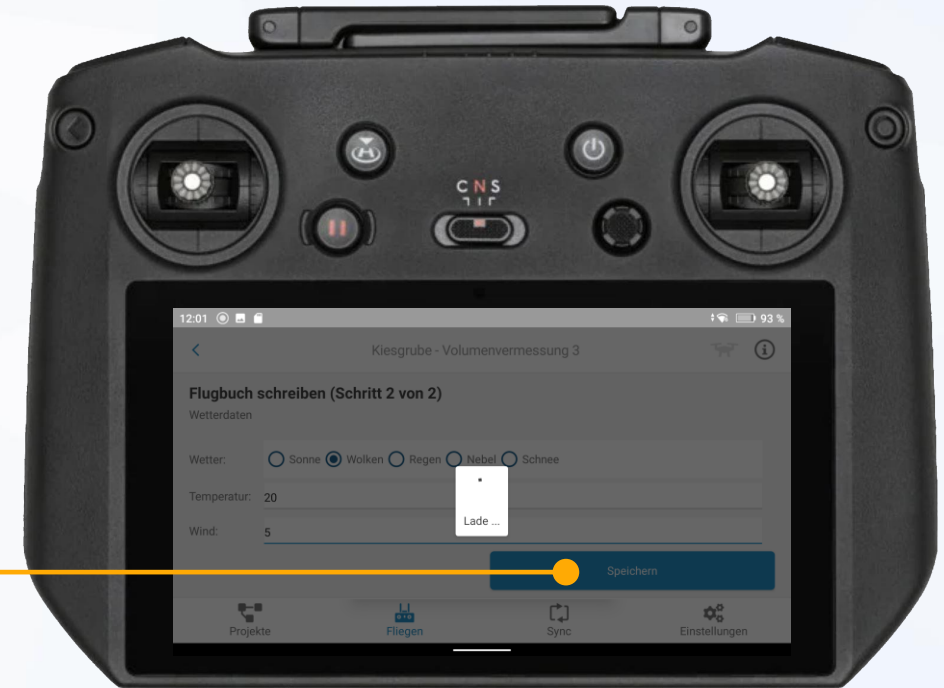 C N S
12:01 93 %
Kiesgrube - Volumenvermessung 3
Flugbuch schreiben (Schritt 2 von 2)
Wetterdaten
Wetter: Sonne Wolken Regen Nebel Schnee
Temperatur: 20
Lade ...
Wind: 5
Speichern
Projekte Fliegen Sync Einstellungen